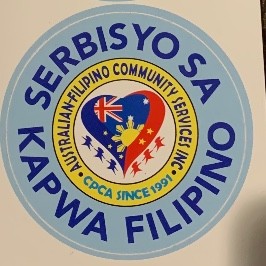 SERBISYO SA
KAPWA FILIPINO
AUSTRALIAN-FILIPINO COMMUNITY SERVICES INC
CPCA SINCE 1991